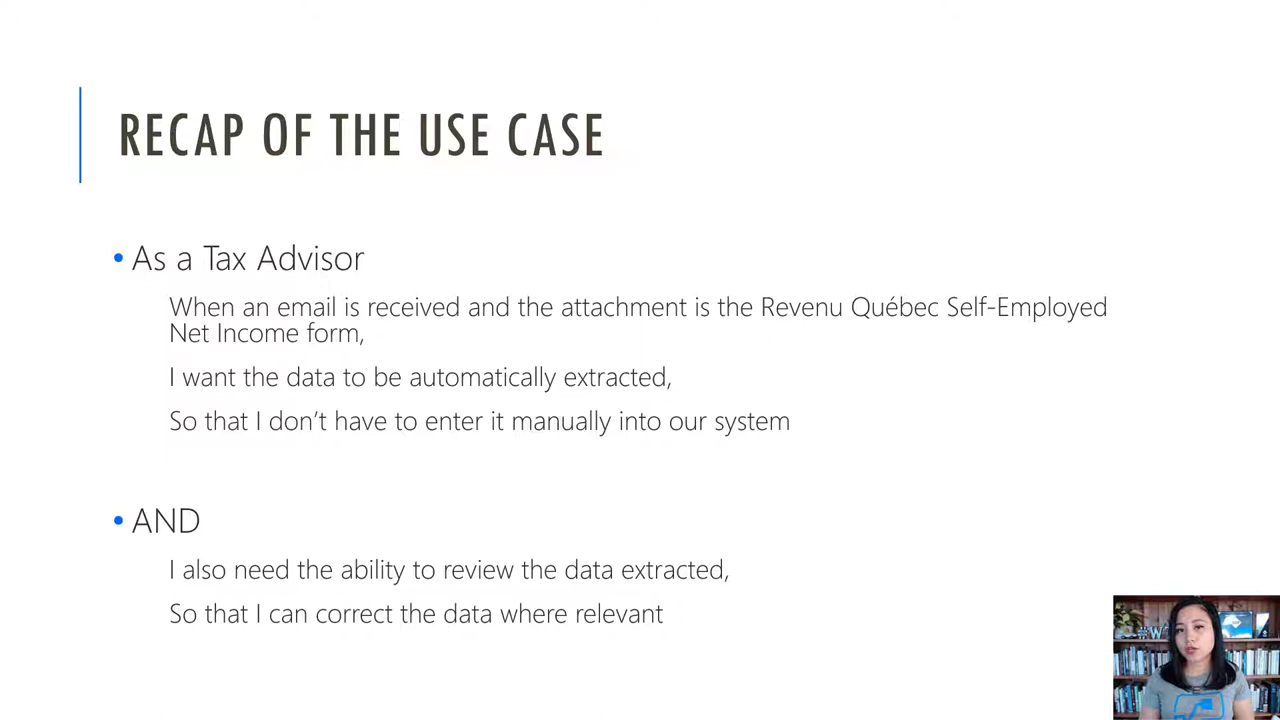 RECAP OF THE USE CASE
• As a Tax Advisor
When an email is received and the attachment is the Revenu Québec Self-Employed
Net Income form,
I want the data to be automatically extracted,
So that I don’t have to enter it manually into our system
• AND
I also need the ability to review the data extracted,
So that I can correct the data where relevant